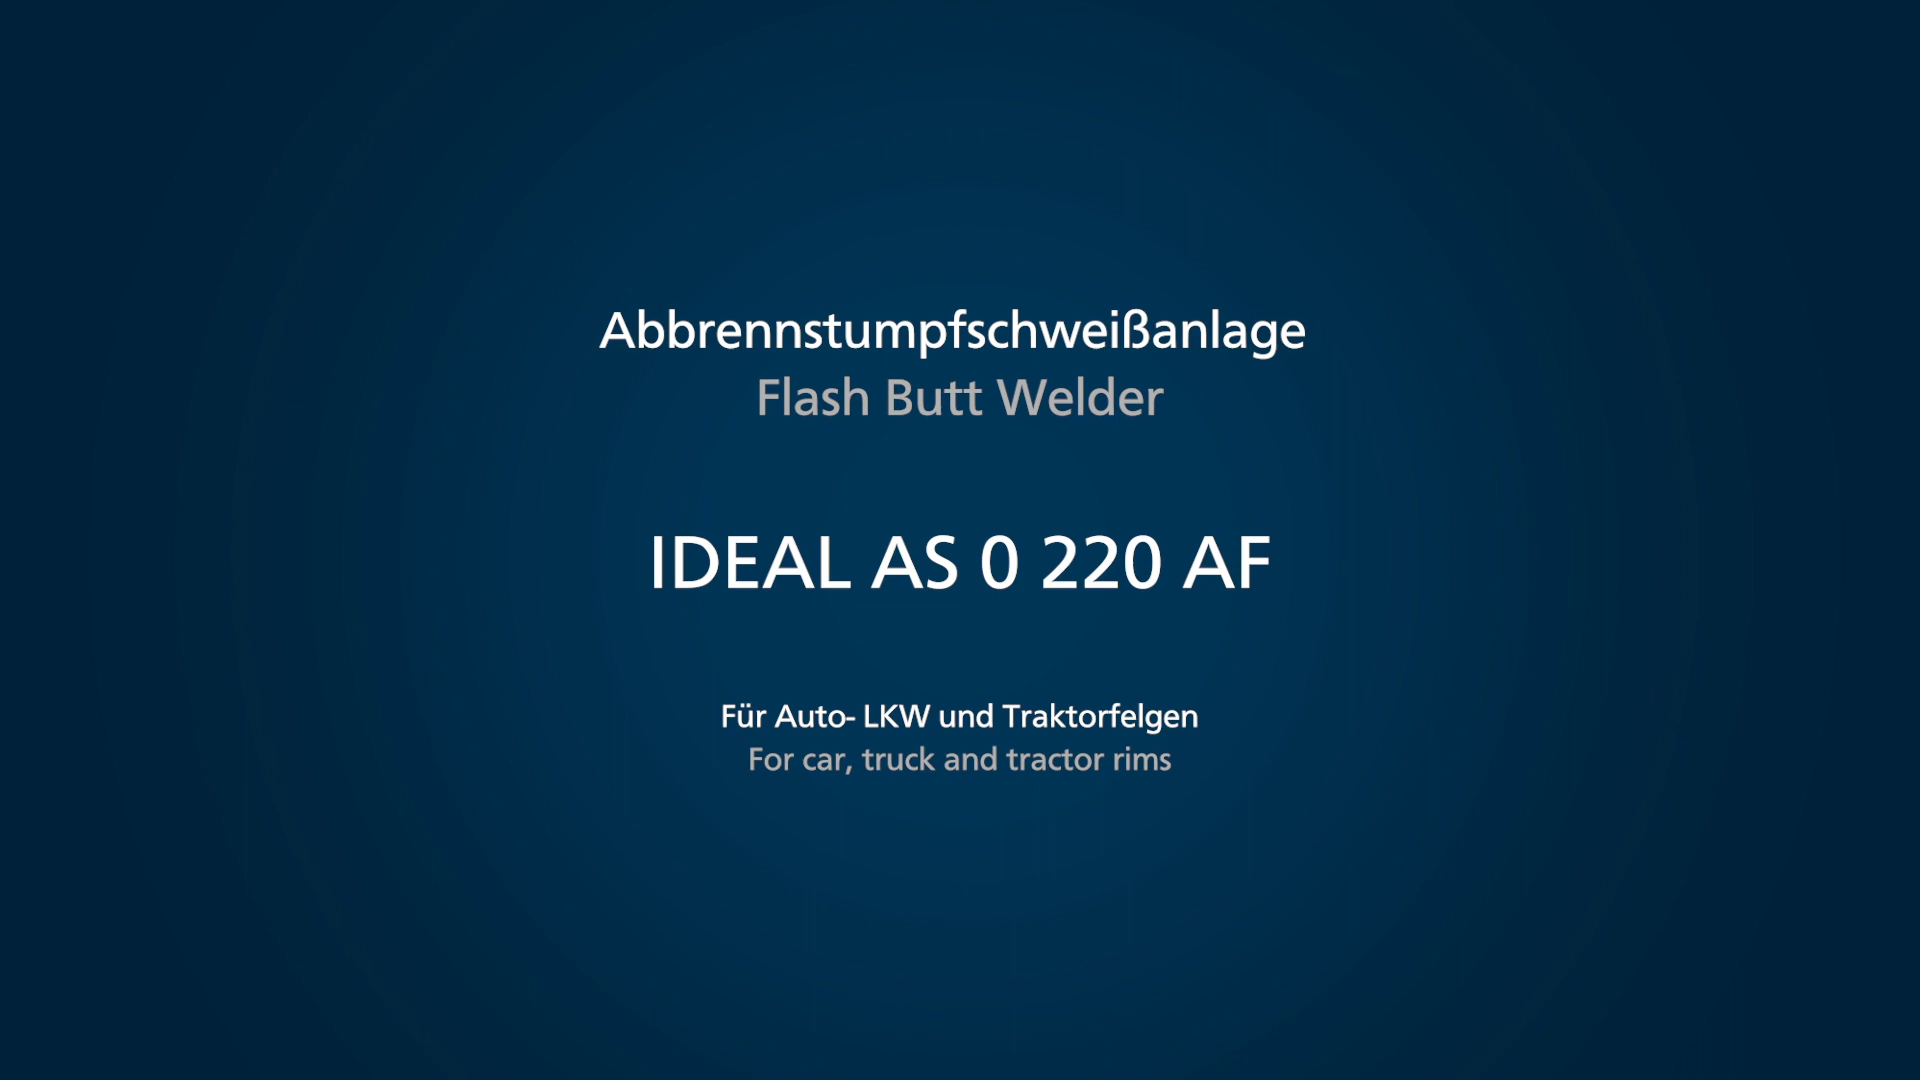 Abbrennstumpfschweißanlage
Flash Butt Welder
IDEAL AS 0 220 AF
Für Auto- LKW und Traktorfelgen
For car, truck and tractor rims